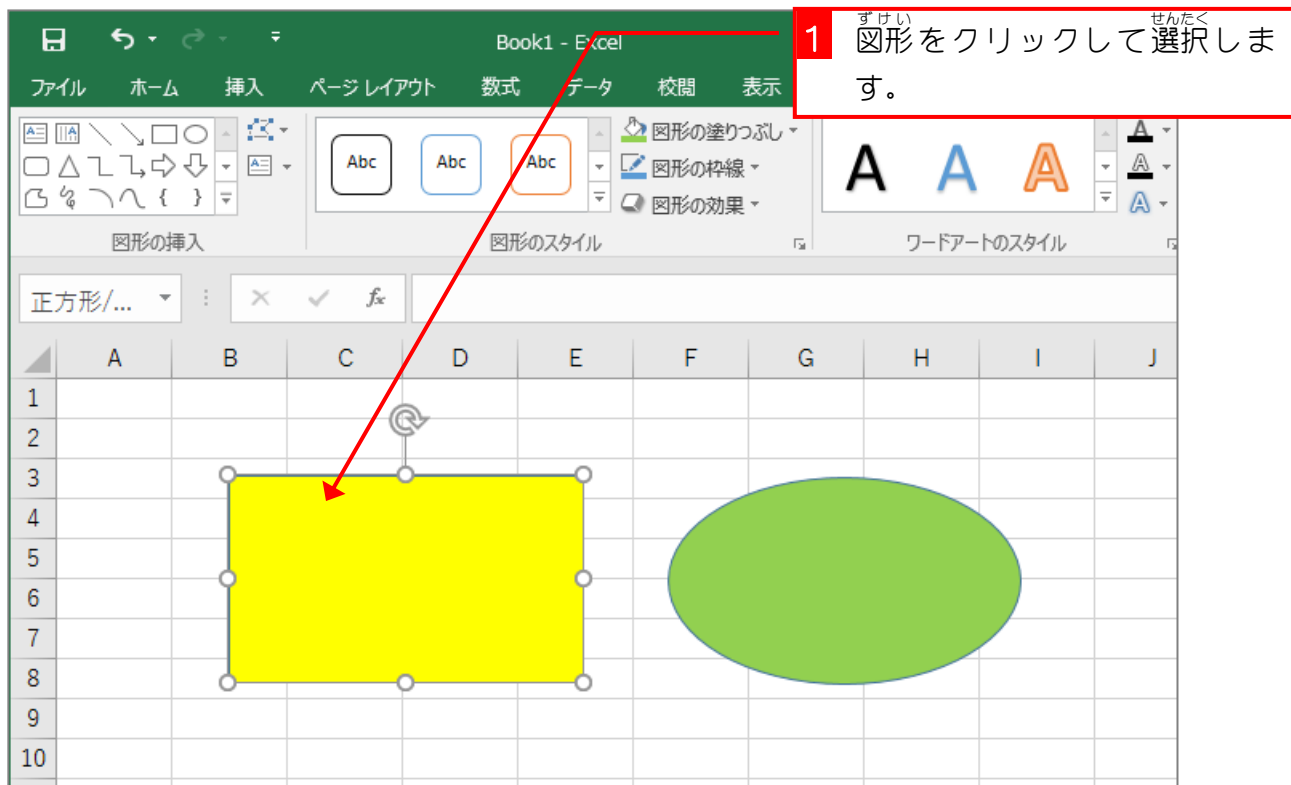 Book1 - Excel
1 図形をクリックして選択しま
ずけい せんたく
す。
ファイル ホーム 挿入 ページ レイアウト 数式 データ 校閲 表示
Abc Abc Abc
図形の塗りつぶし
図形の枠線
図形の効果
A A A
図形の挿入 図形のスタイル ワードアートのスタイル
正方形/... fx
A B C D E F G H I J
1
2
3
4
5
6
7
8
9
10